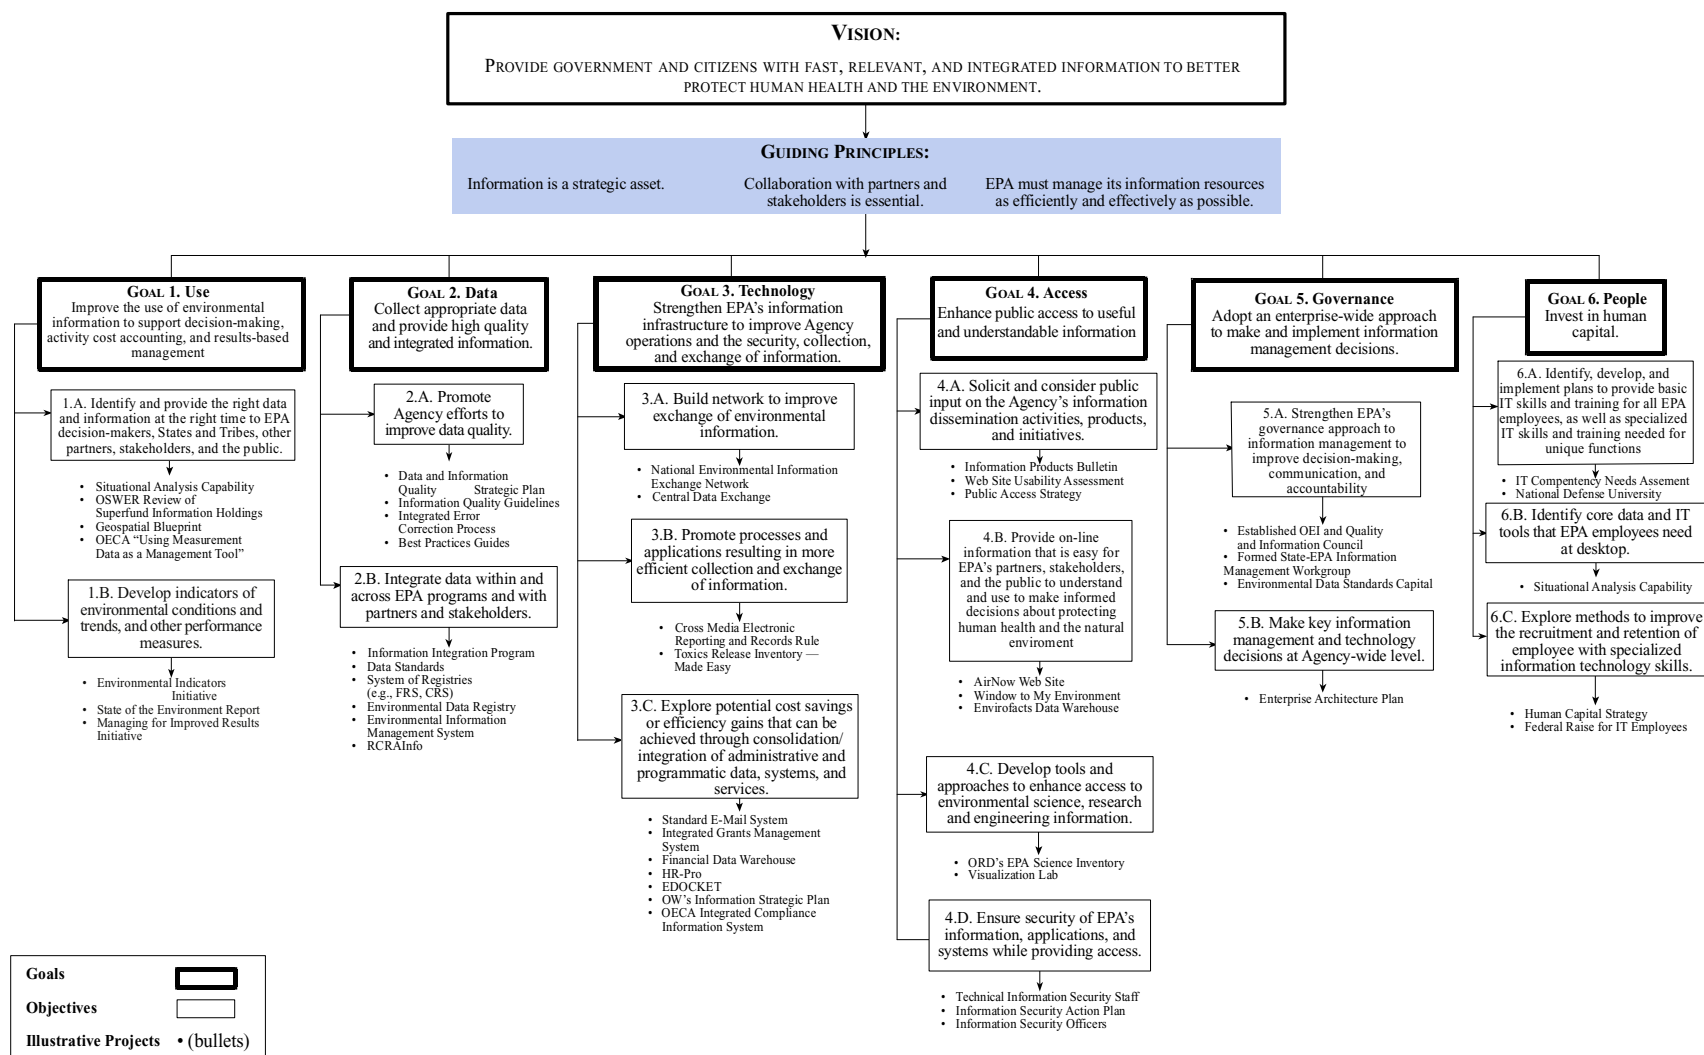 VISION:
PROVIDE GOVERNMENT AND CITIZENS WITH FAST, RELEVANT, AND INTEGRATED INFORMATION TO BETTER
PROTECT HUMAN HEALTH AND THE ENVIRONMENT.
GUIDING PRINCIPLES:
Information is a strategic asset.
Collaboration with partners and
stakeholders is essential.
EPA must manage its information resources
as efficiently and effectively as possible.
GOAL 1. Use
Improve the use of environmental
information to support decision-making,
activity cost accounting, and results-based
management
1.A. Identify and provide the right data
and information at the right time to EPA
decision-makers, States and Tribes, other
partners, stakeholders, and the public.
• Situational Analysis Capability
• OSWER Review of
Superfund Information Holdings
• Geospatial Blueprint
• OECA “Using Measurement
Data as a Management Tool”
1.B. Develop indicators of
environmental conditions and
trends, and other performance
measures.
• Environmental Indicators
Initiative
• State of the Environment Report
• Managing for Improved Results
Initiative
GOAL 2. Data
Collect appropriate data
and provide high quality
and integrated information.
2.A. Promote
Agency efforts to
improve data quality.
• Data and Information
Quality Strategic Plan
• Information Quality Guidelines
• Integrated Error
Correction Process
• Best Practices Guides
2.B. Integrate data within and
across EPA programs and with
partners and stakeholders.
• Information Integration Program
• Data Standards
• System of Registries
(e.g., FRS, CRS)
• Environmental Data Registry
• Environmental Information
Management System
• RCRAInfo
GOAL 3. Technology
Strengthen EPA’s information
infrastructure to improve Agency
operations and the security, collection,
and exchange of information.
3.A. Build network to improve
exchange of environmental
information.
• National Environmental Information
Exchange Network
• Central Data Exchange
3.B. Promote processes and
applications resulting in more
efficient collection and exchange
of information.
• Cross Media Electronic
Reporting and Records Rule
• Toxics Release Inventory —
Made Easy
3.C. Explore potential cost savings
or efficiency gains that can be
achieved through consolidation/
integration of administrative and
programmatic data, systems, and
services.
• Standard E-Mail System
• Integrated Grants Management
System
• Financial Data Warehouse
• HR-Pro
• EDOCKET
• OW’s Information Strategic Plan
• OECA Integrated Compliance
Information System
GOAL 4. Access
Enhance public access to useful
and understandable information
4.A. Solicit and consider public
input on the Agency’s information
dissemination activities, products,
and initiatives.
• Information Products Bulletin
• Web Site Usability Assessment
• Public Access Strategy
4.B. Provide on-line
information that is easy for
EPA’s partners, stakeholders,
and the public to understand
and use to make informed
decisions about protecting
human health and the natural
enviroment
• AirNow Web Site
• Window to My Environment
• Envirofacts Data Warehouse
4.C. Develop tools and
approaches to enhance access to
environmental science, research
and engineering information.
• ORD’s EPA Science Inventory
• Visualization Lab
4.D. Ensure security of EPA’s
information, applications, and
systems while providing access.
• Technical Information Security Staff
• Information Security Action Plan
• Information Security Officers
GOAL 5. Governance
Adopt an enterprise-wide approach
to make and implement information
management decisions.
5.A. Strengthen EPA’s
governance approach to
information management to
improve decision-making,
communication, and
accountability
• Established OEI and Quality
and Information Council
• Formed State-EPA Information
Management Workgroup
• Environmental Data Standards Capital
5.B. Make key information
management and technology
decisions at Agency-wide level.
• Enterprise Architecture Plan
GOAL 6. People
Invest in human
capital.
6.A. Identify, develop, and
implement plans to provide basic
IT skills and training for all EPA
employees, as well as specialized
IT skills and training needed for
unique functions
• IT Compentency Needs Assement
• National Defense University
6.B. Identify core data and IT
tools that EPA employees need
at desktop.
• Situational Analysis Capability
6.C. Explore methods to improve
the recruitment and retention of
employee with specialized
information technology skills.
• Human Capital Strategy
• Federal Raise for IT Employees
Goals
Objectives
Illustrative Projects • (bullets)